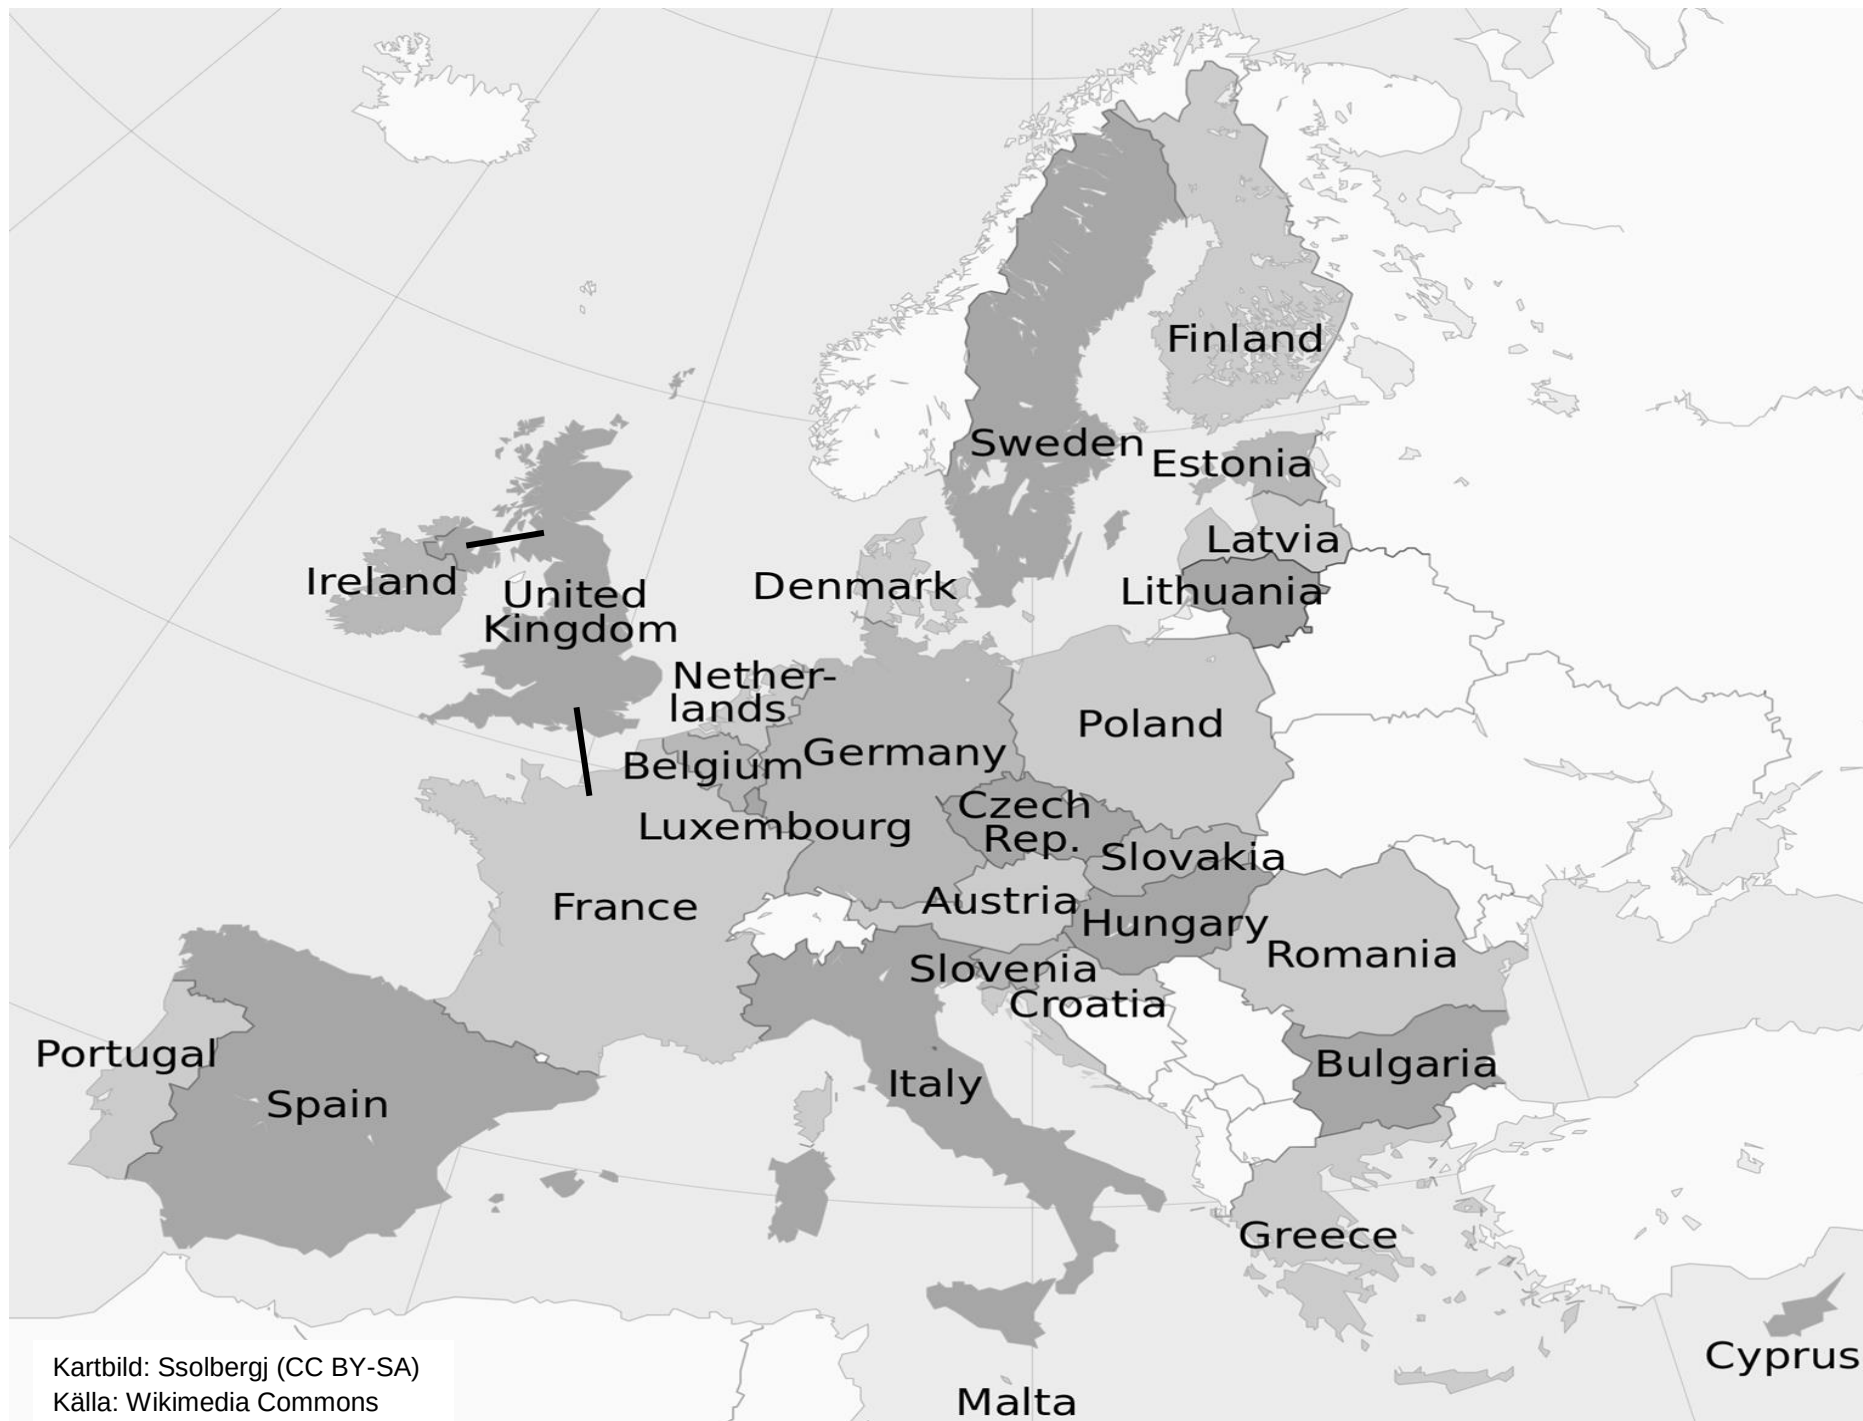 Finland
Sweden
Estonia
Latvia
Ireland
United
Kingdom
Denmark
Lithuania
Nether-
lands
Poland
Belgium
Germany
Luxembourg
Czech
Rep.
Slovakia
France
Austria
Hungary
Romania
Slovenia
Croatia
Portugal
Spain
Italy
Bulgaria
Greece
Cyprus
Malta
Kartbild: Ssolbergj (CC BY-SA)
Källa: Wikimedia Commons